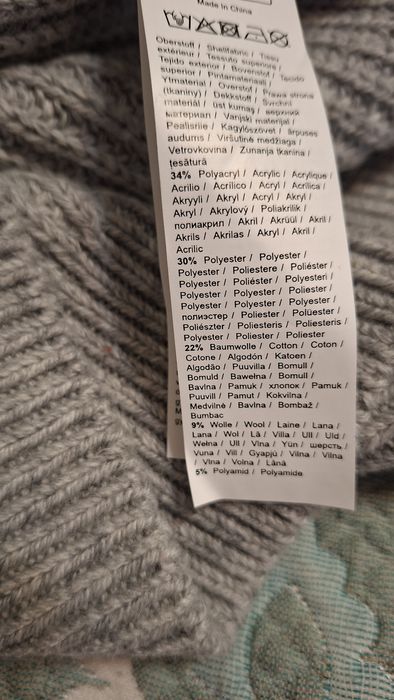 Made in China
Oberstoff / Shellfabric / Tissu
extérieur / Tessuto superiore /
Tejido exterior / Bovenstof / Tecido
superior / Pintamateriaali /
Ytmaterial / Overstof / Prawa strona
(tkaniny) / Dekkstoff / Svrchní
materiál / üst kumaş / верхний
материал / Vanjski materijal /
Pealisriie / Kagylószövet / ārpuses
audums / Viršutinė medžiaga /
Vetrovkovina / Zunanja tkanina /
țesătură
34% Polyacryl / Acrylic / Acrylique /
Acrilio / Acrílico / Acryl / Acrílica /
Akryyli / Akryl / Acryl / Akryl /
Akryl / Akrylový / Poliakrilik /
полиакрил / Akril / Akrüül / Akril /
Akrils / Akrilas / Akryl / Akril /
Acrilic
30% Polyester / Polyester /
Polyester / Poliestere / Poliéster /
Polyester / Poliéster / Polyesteri /
Polyester / Polyester / Poliester /
Polyester / Polyester / Polyester /
полиэстер / Poliester / Polüester /
Poliészter / Poliesteris / Poliesteris /
Polyester / Poliester / Poliester
22% Baumwolle / Cotton / Coton /
Cotone / Algodón / Katoen /
Algodão / Puuvilla / Bomull /
Bomuld / Bawełna / Bomull /
Bavlna / Pamuk / хлопок / Pamuk /
Puuvill / Pamut / Kokvilna /
Medvilnė / Bavlna / Bombaž /
Bumbac
9% Wolle / Wool / Laine / Lana /
Lana / Wol / Lã / Villa / Ull / Uld /
Wełna / Ull / Vlna / Yün / шерсть /
Vuna / Vill / Gyapjú / Vilna / Vilna
/ Vlna / Volna / Lână
5% Polyamid / Polyamide